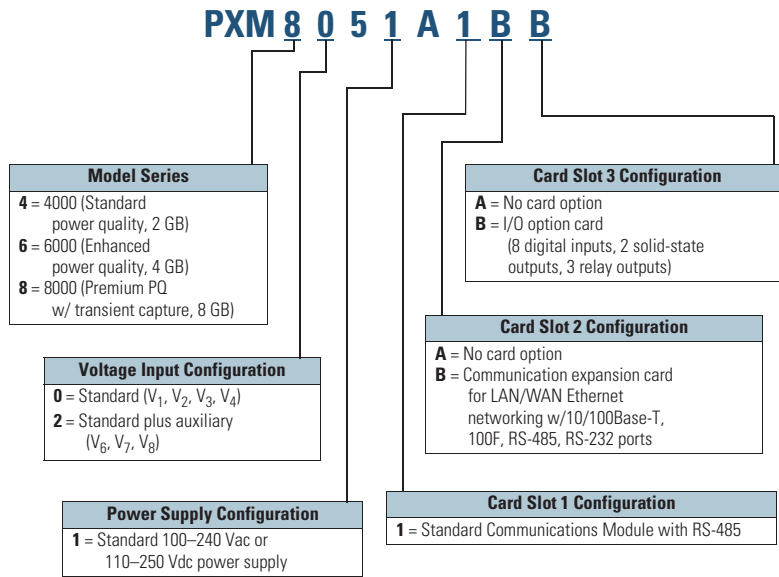 PXM 8 0 5 1 A 1 B B
Model Series
4 = 4000 (Standard
power quality, 2 GB)
6 = 6000 (Enhanced
power quality, 4 GB)
8 = 8000 (Premium PQ
w/ transient capture, 8 GB)
Voltage Input Configuration
0 = Standard (V1, V2, V3, V4)
2 = Standard plus auxiliary
(V6, V7, V8)
Power Supply Configuration
1 = Standard 100–240 Vac or
110–250 Vdc power supply
Card Slot 3 Configuration
A = No card option
B = I/O option card
(8 digital inputs, 2 solid-state
outputs, 3 relay outputs)
Card Slot 2 Configuration
A = No card option
B = Communication expansion card
for LAN/WAN Ethernet
networking w/10/100Base-T,
100F, RS-485, RS-232 ports
Card Slot 1 Configuration
1 = Standard Communications Module with RS-485